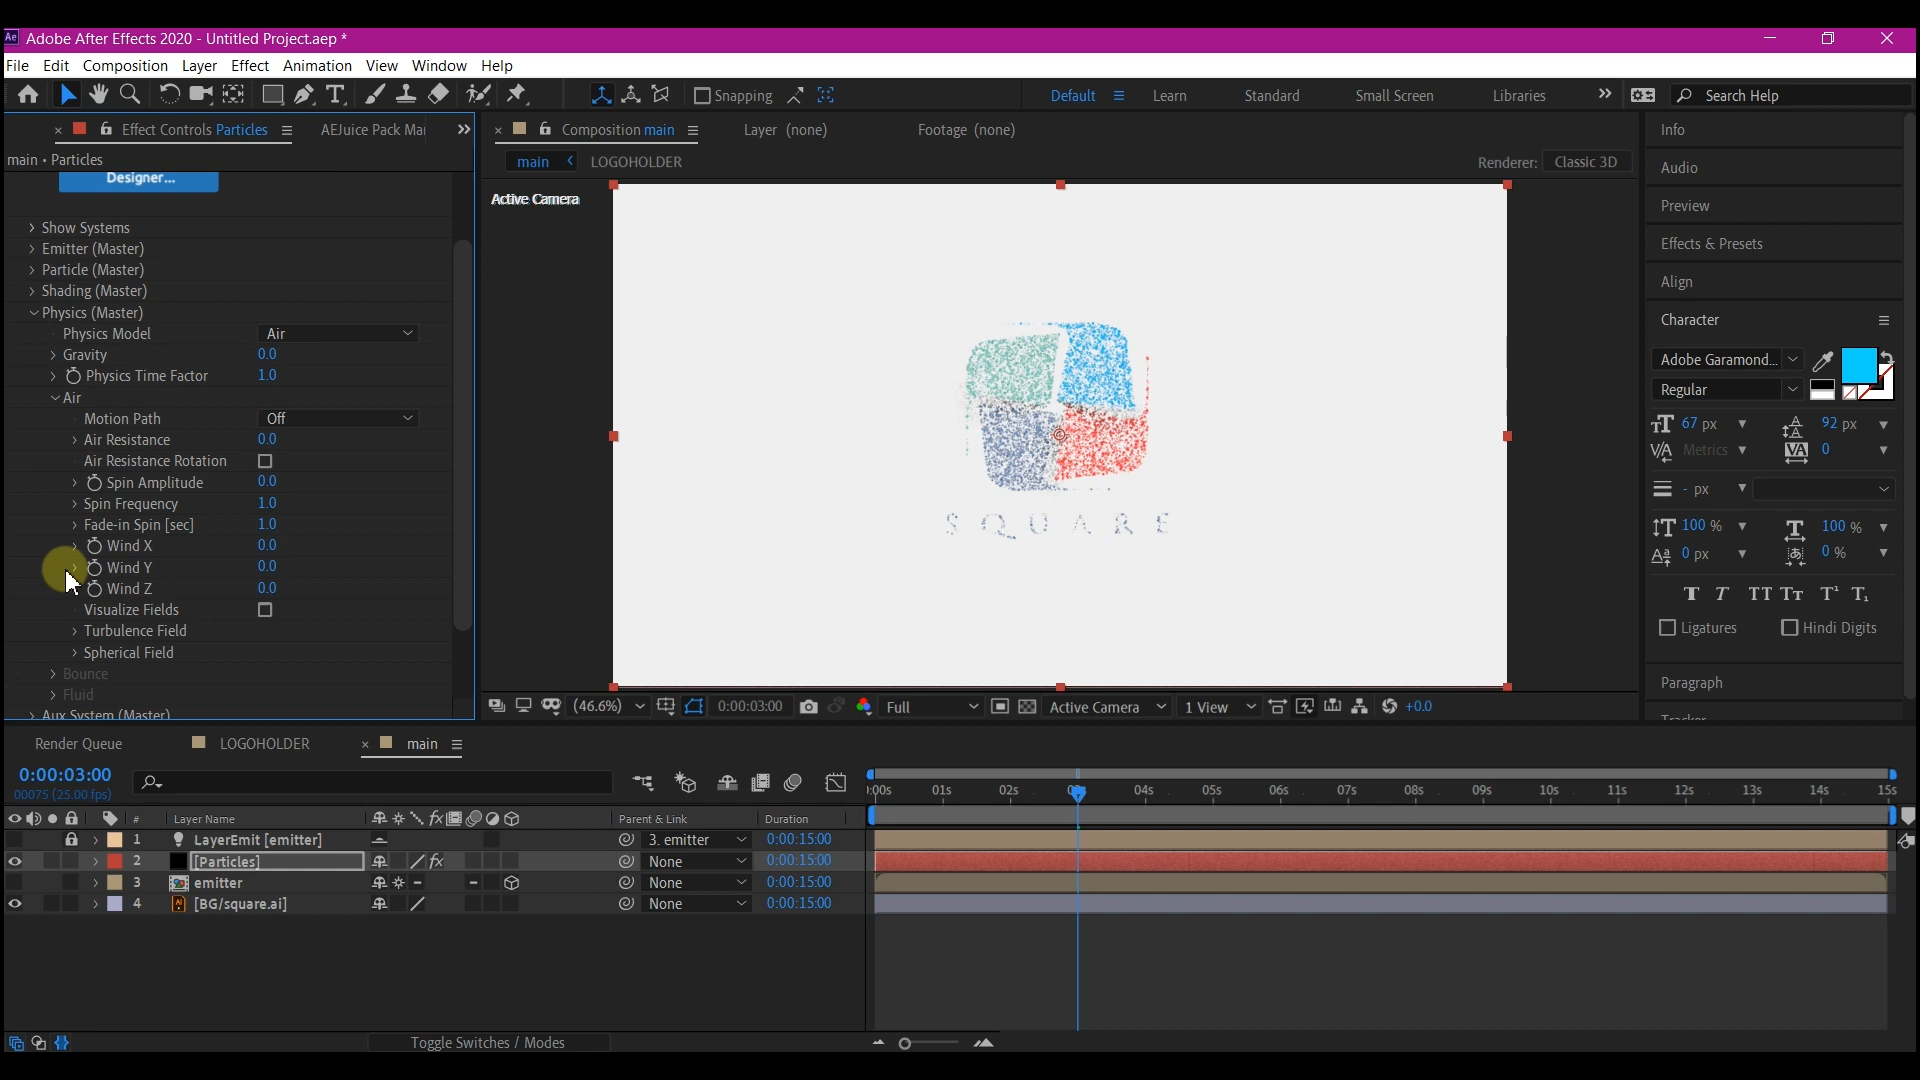 Ae Adobe After Effects 2020 - Untitled Project.aep *
File Edit Composition Layer Effect Animation View Window Help
Snapping Default Learn Standard Small Screen Libraries Search Help
Effect Controls Particles AEJuice Pack Ma
main • Particles
Designer...
Show Systems
Emitter (Master)
Particle (Master)
Shading (Master)
Physics (Master)
Physics Model Air
Gravity 0.0
Physics Time Factor 1.0
Air
Motion Path Off
Air Resistance 0.0
Air Resistance Rotation
Spin Amplitude 0.0
Spin Frequency 1.0
Fade-in Spin [sec] 1.0
Wind X 0.0
Wind Y 0.0
Wind Z 0.0
Visualize Fields
Turbulence Field
Spherical Field
Bounce
Fluid
Aux System (Master)
Composition main Layer (none) Footage (none)
main LOGOHOLDER Renderer: Classic 3D
Active Camera
SQUARE
(46.6%) 0:00:03:00 Full Active Camera 1 View +0.0
Info
Audio
Preview
Effects & Presets
Align
Character
Adobe Garamond...
Regular
67 px 92 px
Metrics 0
- px
100 % 100 %
0 px 0 %
T T TT Tt T¹ T₁
Ligatures Hindi Digits
Paragraph
Tracker
Render Queue LOGOHOLDER main
0:00:03:00
00075 (25.00 fps)
:00s 01s 02s 04s 05s 06s 07s 08s 09s 10s 11s 12s 13s 14s 15s
# Layer Name Parent & Link Duration
1 LayerEmit [emitter] 3. emitter 0:00:15:00
2 [Particles] None 0:00:15:00
3 emitter None 0:00:15:00
4 [BG/square.ai] None 0:00:15:00
Toggle Switches / Modes